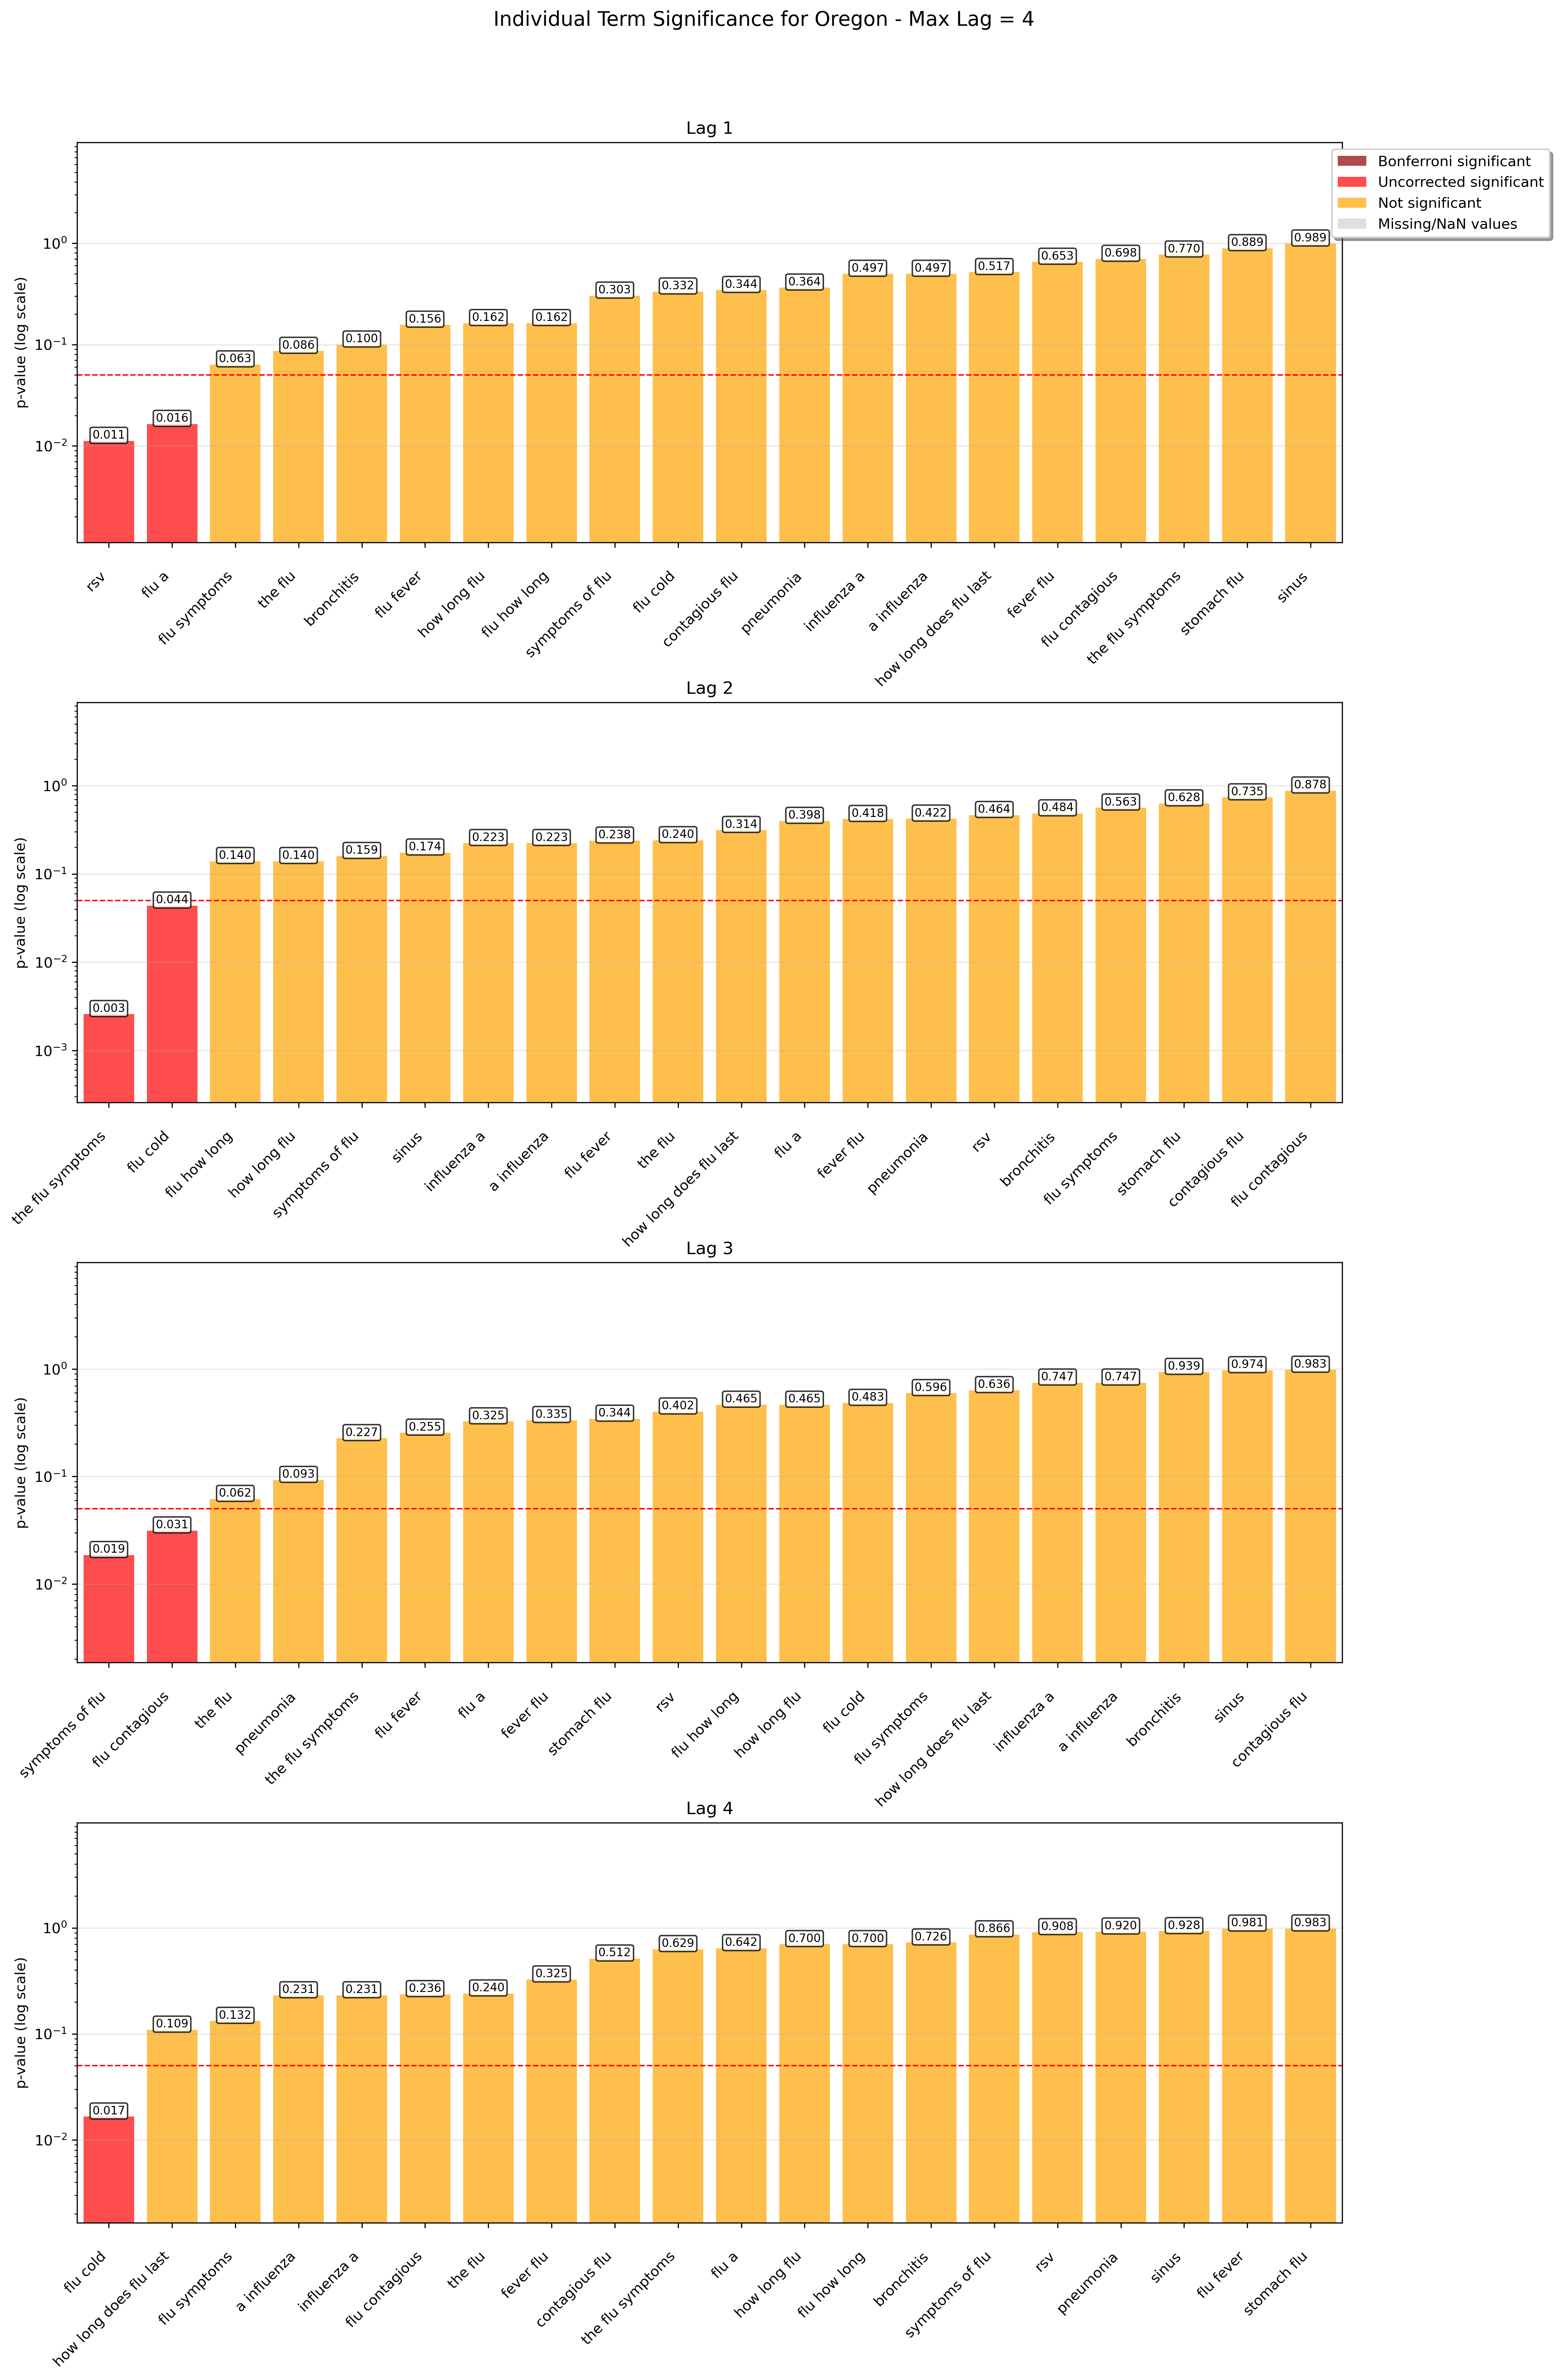 Individual Term Significance for Oregon - Max Lag = 4
Lag 1
Bonferroni significant
Uncorrected significant
Not significant
Missing/NaN values
p-value (log scale)
10⁰
10⁻¹
10⁻²
0.011
0.016
0.063
0.086
0.100
0.156
0.162
0.162
0.303
0.332
0.344
0.364
0.497
0.497
0.517
0.653
0.698
0.770
0.889
0.989
rsv
flu a
flu symptoms
the flu
bronchitis
flu fever
how long flu
flu how long
symptoms of flu
flu cold
contagious flu
pneumonia
influenza a
a influenza
how long does flu last
fever flu
flu contagious
the flu symptoms
stomach flu
sinus
Lag 2
p-value (log scale)
10⁰
10⁻¹
10⁻²
10⁻³
0.003
0.044
0.140
0.140
0.159
0.174
0.223
0.223
0.238
0.240
0.314
0.398
0.418
0.422
0.464
0.484
0.563
0.628
0.735
0.878
the flu symptoms
flu cold
flu how long
how long flu
symptoms of flu
sinus
influenza a
a influenza
flu fever
the flu
how long does flu last
flu a
fever flu
pneumonia
rsv
bronchitis
flu symptoms
stomach flu
contagious flu
flu contagious
Lag 3
p-value (log scale)
10⁰
10⁻¹
10⁻²
0.019
0.031
0.062
0.093
0.227
0.255
0.325
0.335
0.344
0.402
0.465
0.465
0.483
0.596
0.636
0.747
0.747
0.939
0.974
0.983
symptoms of flu
flu contagious
the flu
pneumonia
the flu symptoms
flu fever
flu a
fever flu
stomach flu
rsv
flu how long
how long flu
flu cold
flu symptoms
how long does flu last
influenza a
a influenza
bronchitis
sinus
contagious flu
Lag 4
p-value (log scale)
10⁰
10⁻¹
10⁻²
0.017
0.109
0.132
0.231
0.231
0.236
0.240
0.325
0.512
0.629
0.642
0.700
0.700
0.726
0.866
0.908
0.920
0.928
0.981
0.983
flu cold
how long does flu last
flu symptoms
a influenza
influenza a
flu contagious
the flu
fever flu
contagious flu
the flu symptoms
flu a
how long flu
flu how long
bronchitis
symptoms of flu
rsv
pneumonia
sinus
flu fever
stomach flu